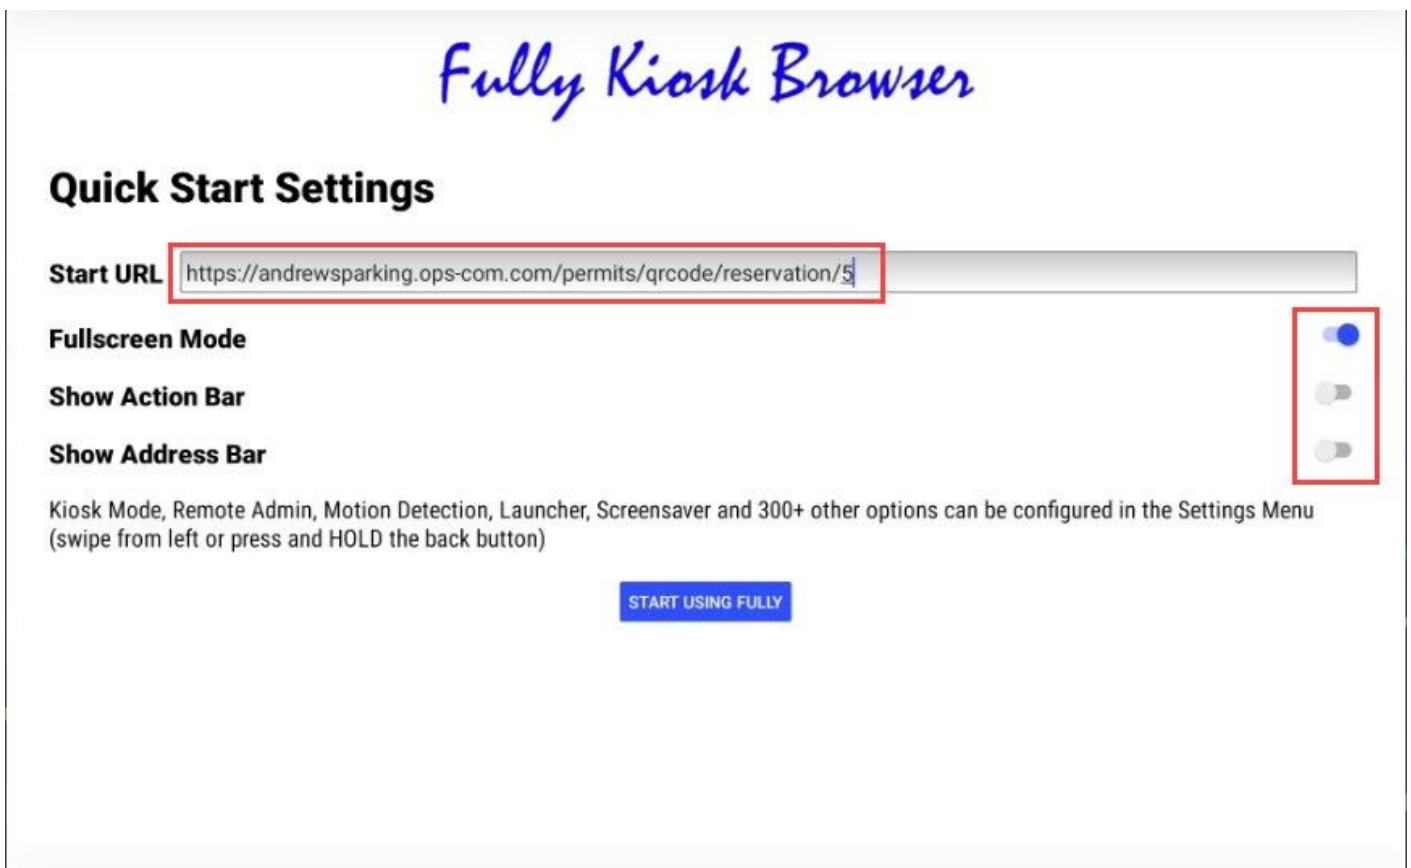 Fully Kiosk Browser
Quick Start Settings
Start URL https://andrewsparking.ops-com.com/permits/qrcode/reservation/5
Fullscreen Mode
Show Action Bar
Show Address Bar
Kiosk Mode, Remote Admin, Motion Detection, Launcher, Screensaver and 300+ other options can be configured in the Settings Menu
(swipe from left or press and HOLD the back button)
START USING FULLY